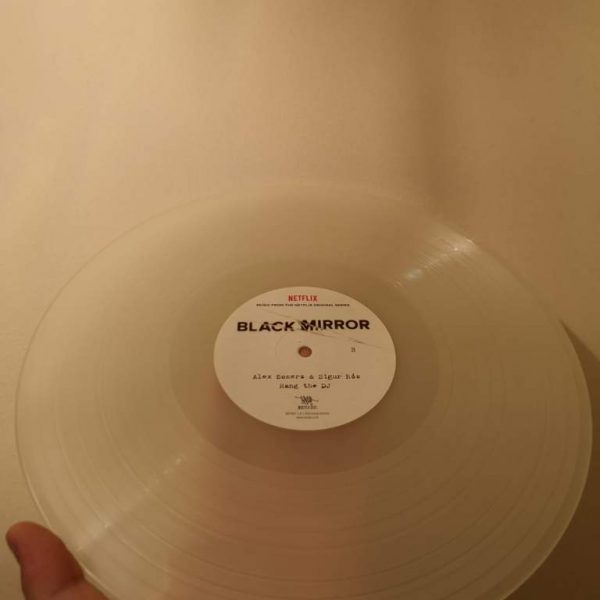 NETFLIX
MUSIC FROM THE NETFLIX ORIGINAL SERIES
BLACK MIRROR
B
Alex Somers & Sigur Rós
Hang the DJ